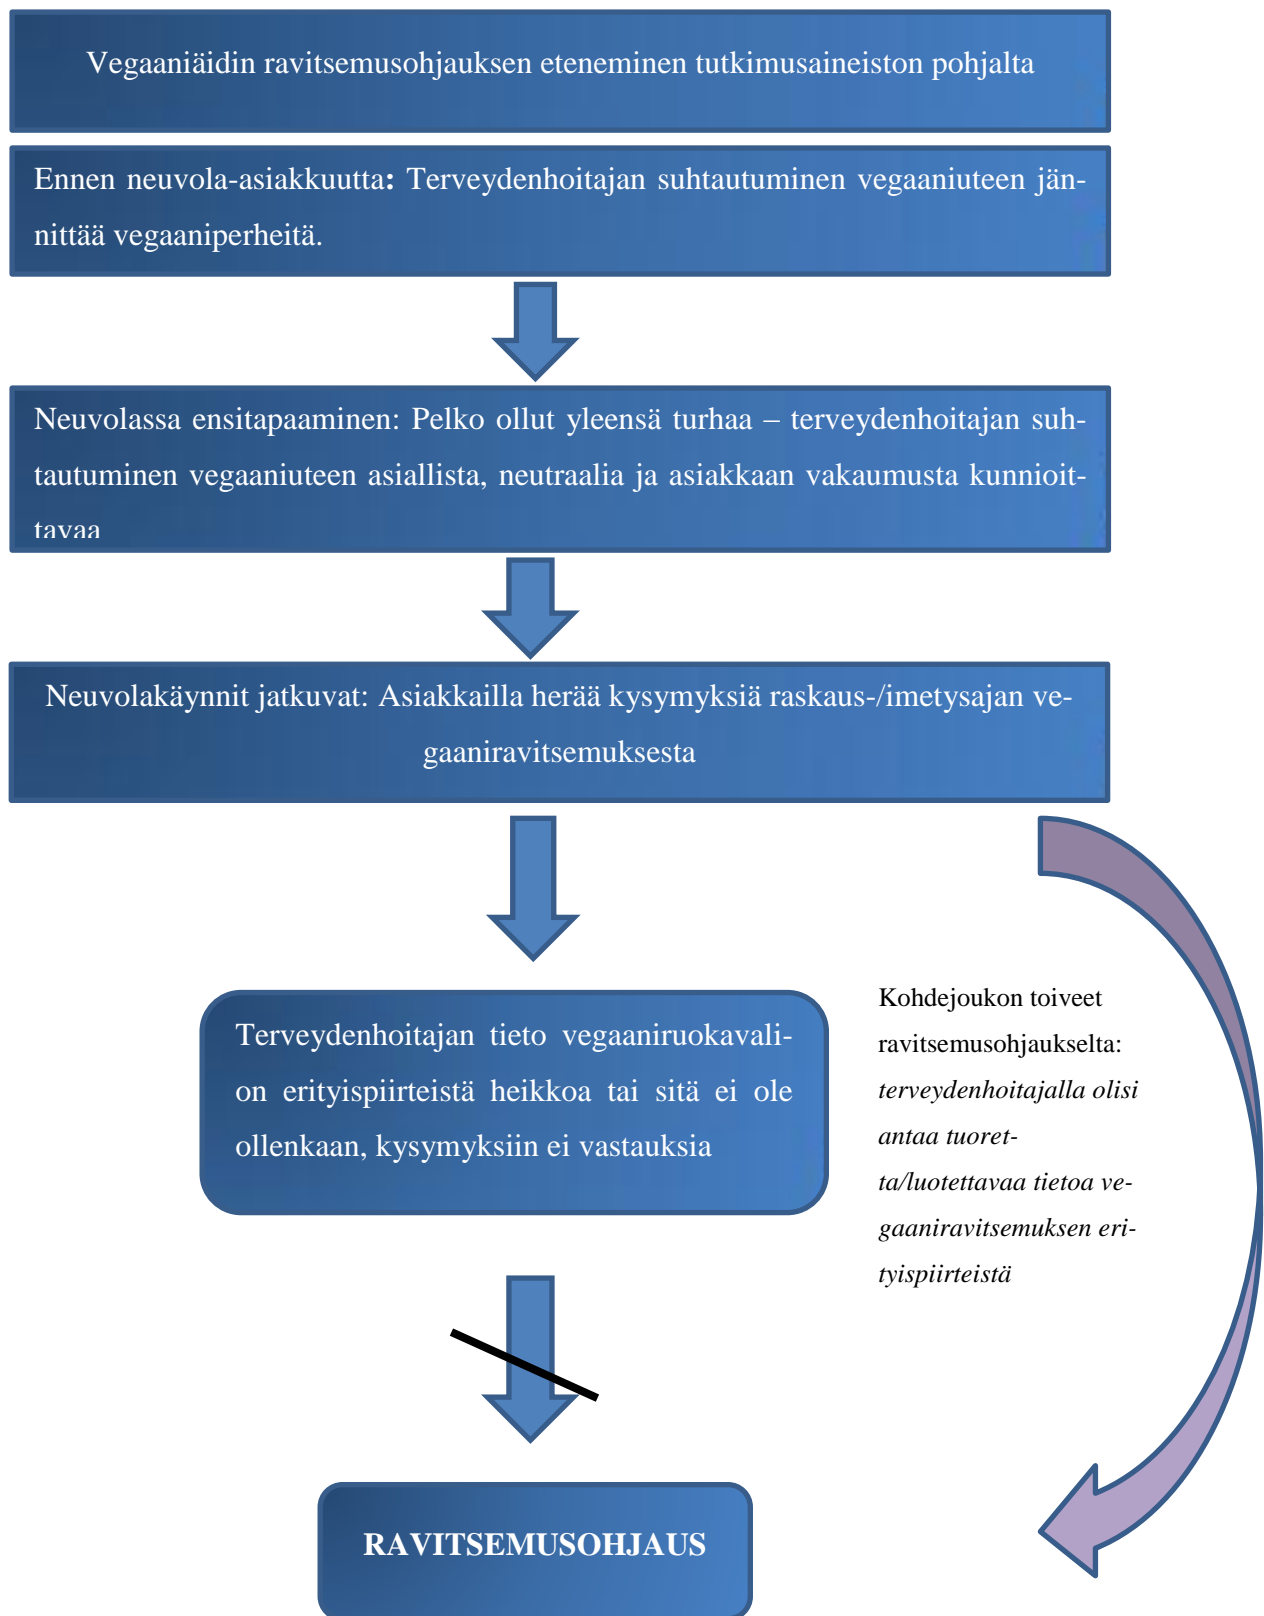 Vegaaniäidin ravitsemusohjauksen eteneminen tutkimusaineiston pohjalta
Ennen neuvola-asiakkuutta: Terveydenhoitajan suhtautuminen vegaaniuteen jän-
nittää vegaaniperheitä.
Neuvolassa ensitapaaminen: Pelko ollut yleensä turhaa – terveydenhoitajan suh-
tautuminen vegaaniuteen asiallista, neutraalia ja asiakkaan vakaumusta kunnioit-
tavaa
Neuvolakäynnit jatkuvat: Asiakkailla herää kysymyksiä raskaus-/imetysajan ve-
gaaniravitsemuksesta
Terveydenhoitajan tieto vegaaniruokavali-
on erityispiirteistä heikkoa tai sitä ei ole
ollenkaan, kysymyksiin ei vastauksia
Kohdejoukon toiveet
ravitsemusohjaukselta:
terveydenhoitajalla olisi
antaa tuoret-
ta/luotettavaa tietoa ve-
gaaniravitsemuksen eri-
tyispiirteistä
RAVITSEMUSOHJAUS